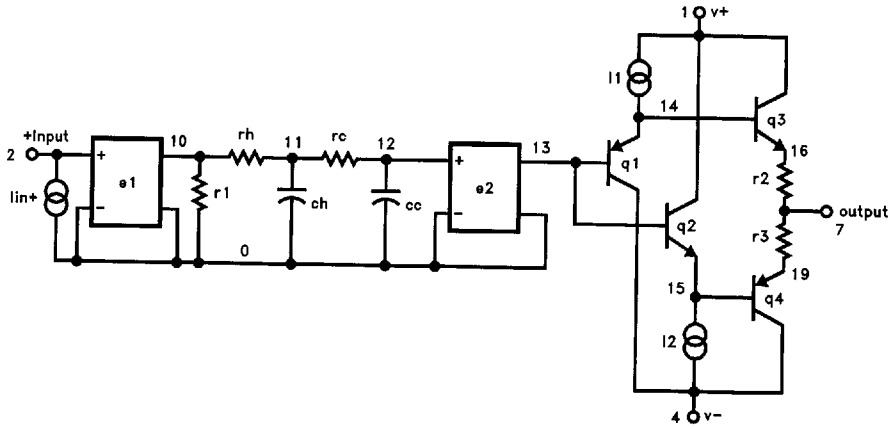 1 v+
I1
14
q3
+Input
2
10
rh
11
rc
12
13
q1
16
+
e1
+
e2
r2
Iin+
−
r1
ch
cc
−
q2
output
7
r3
0
15
19
q4
I2
4 v−